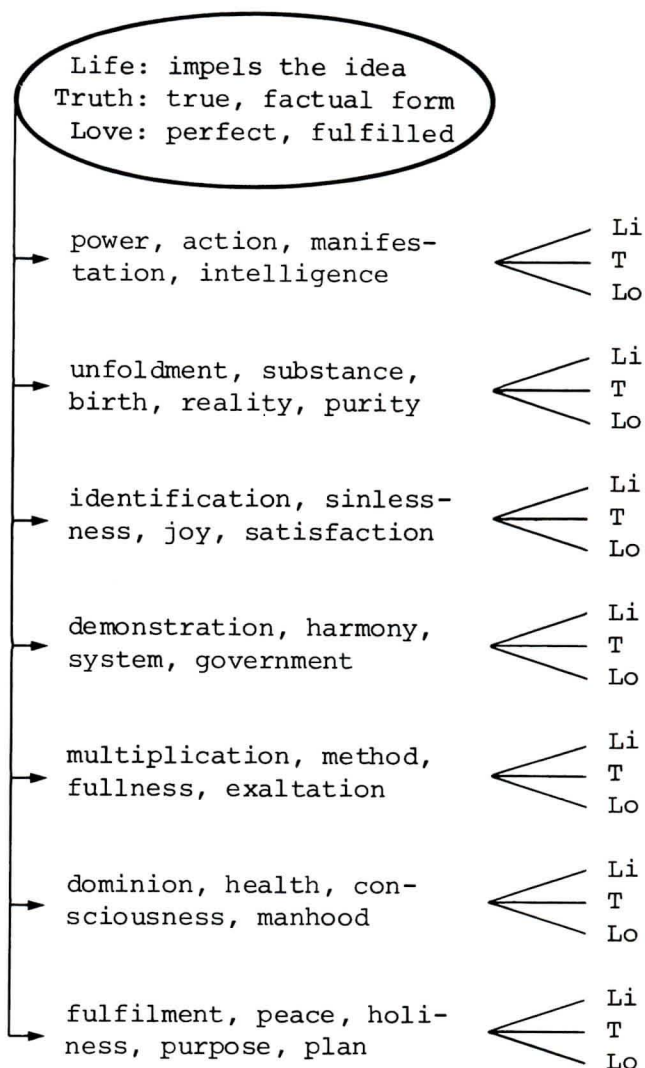 Life: impels the idea
Truth: true, factual form
Love: perfect, fulfilled
power, action, manifes-
tation, intelligence
Li
T
Lo
unfoldment, substance,
birth, reality, purity
Li
T
Lo
identification, sinless-
ness, joy, satisfaction
Li
T
Lo
demonstration, harmony,
system, government
Li
T
Lo
multiplication, method,
fullness, exaltation
Li
T
Lo
dominion, health, con-
sciousness, manhood
Li
T
Lo
fulfilment, peace, holi-
ness, purpose, plan
Li
T
Lo